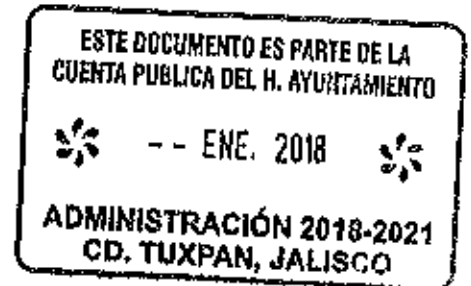 ESTE DOCUMENTO ES PARTE DE LA
CUENTA PUBLICA DEL H. AYUNTAMIENTO
-- ENE. 2018
ADMINISTRACIÓN 2018-2021
CD. TUXPAN, JALISCO